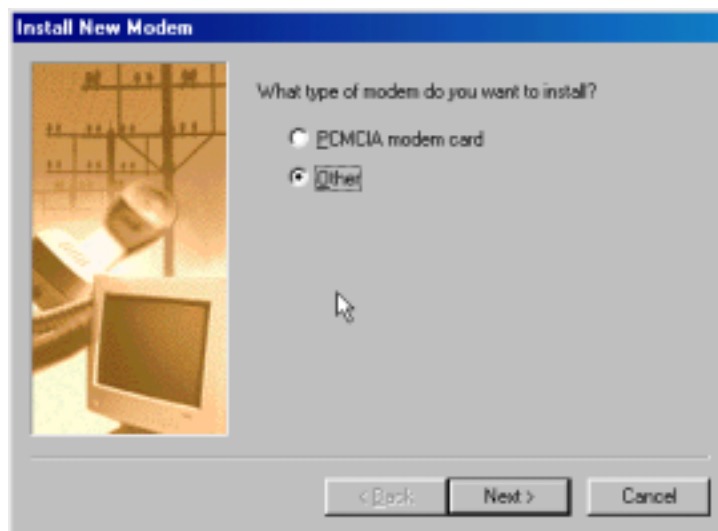 Install New Modem
What type of modem do you want to install?
PCMCIA modem card
Other
< Back
Next >
Cancel